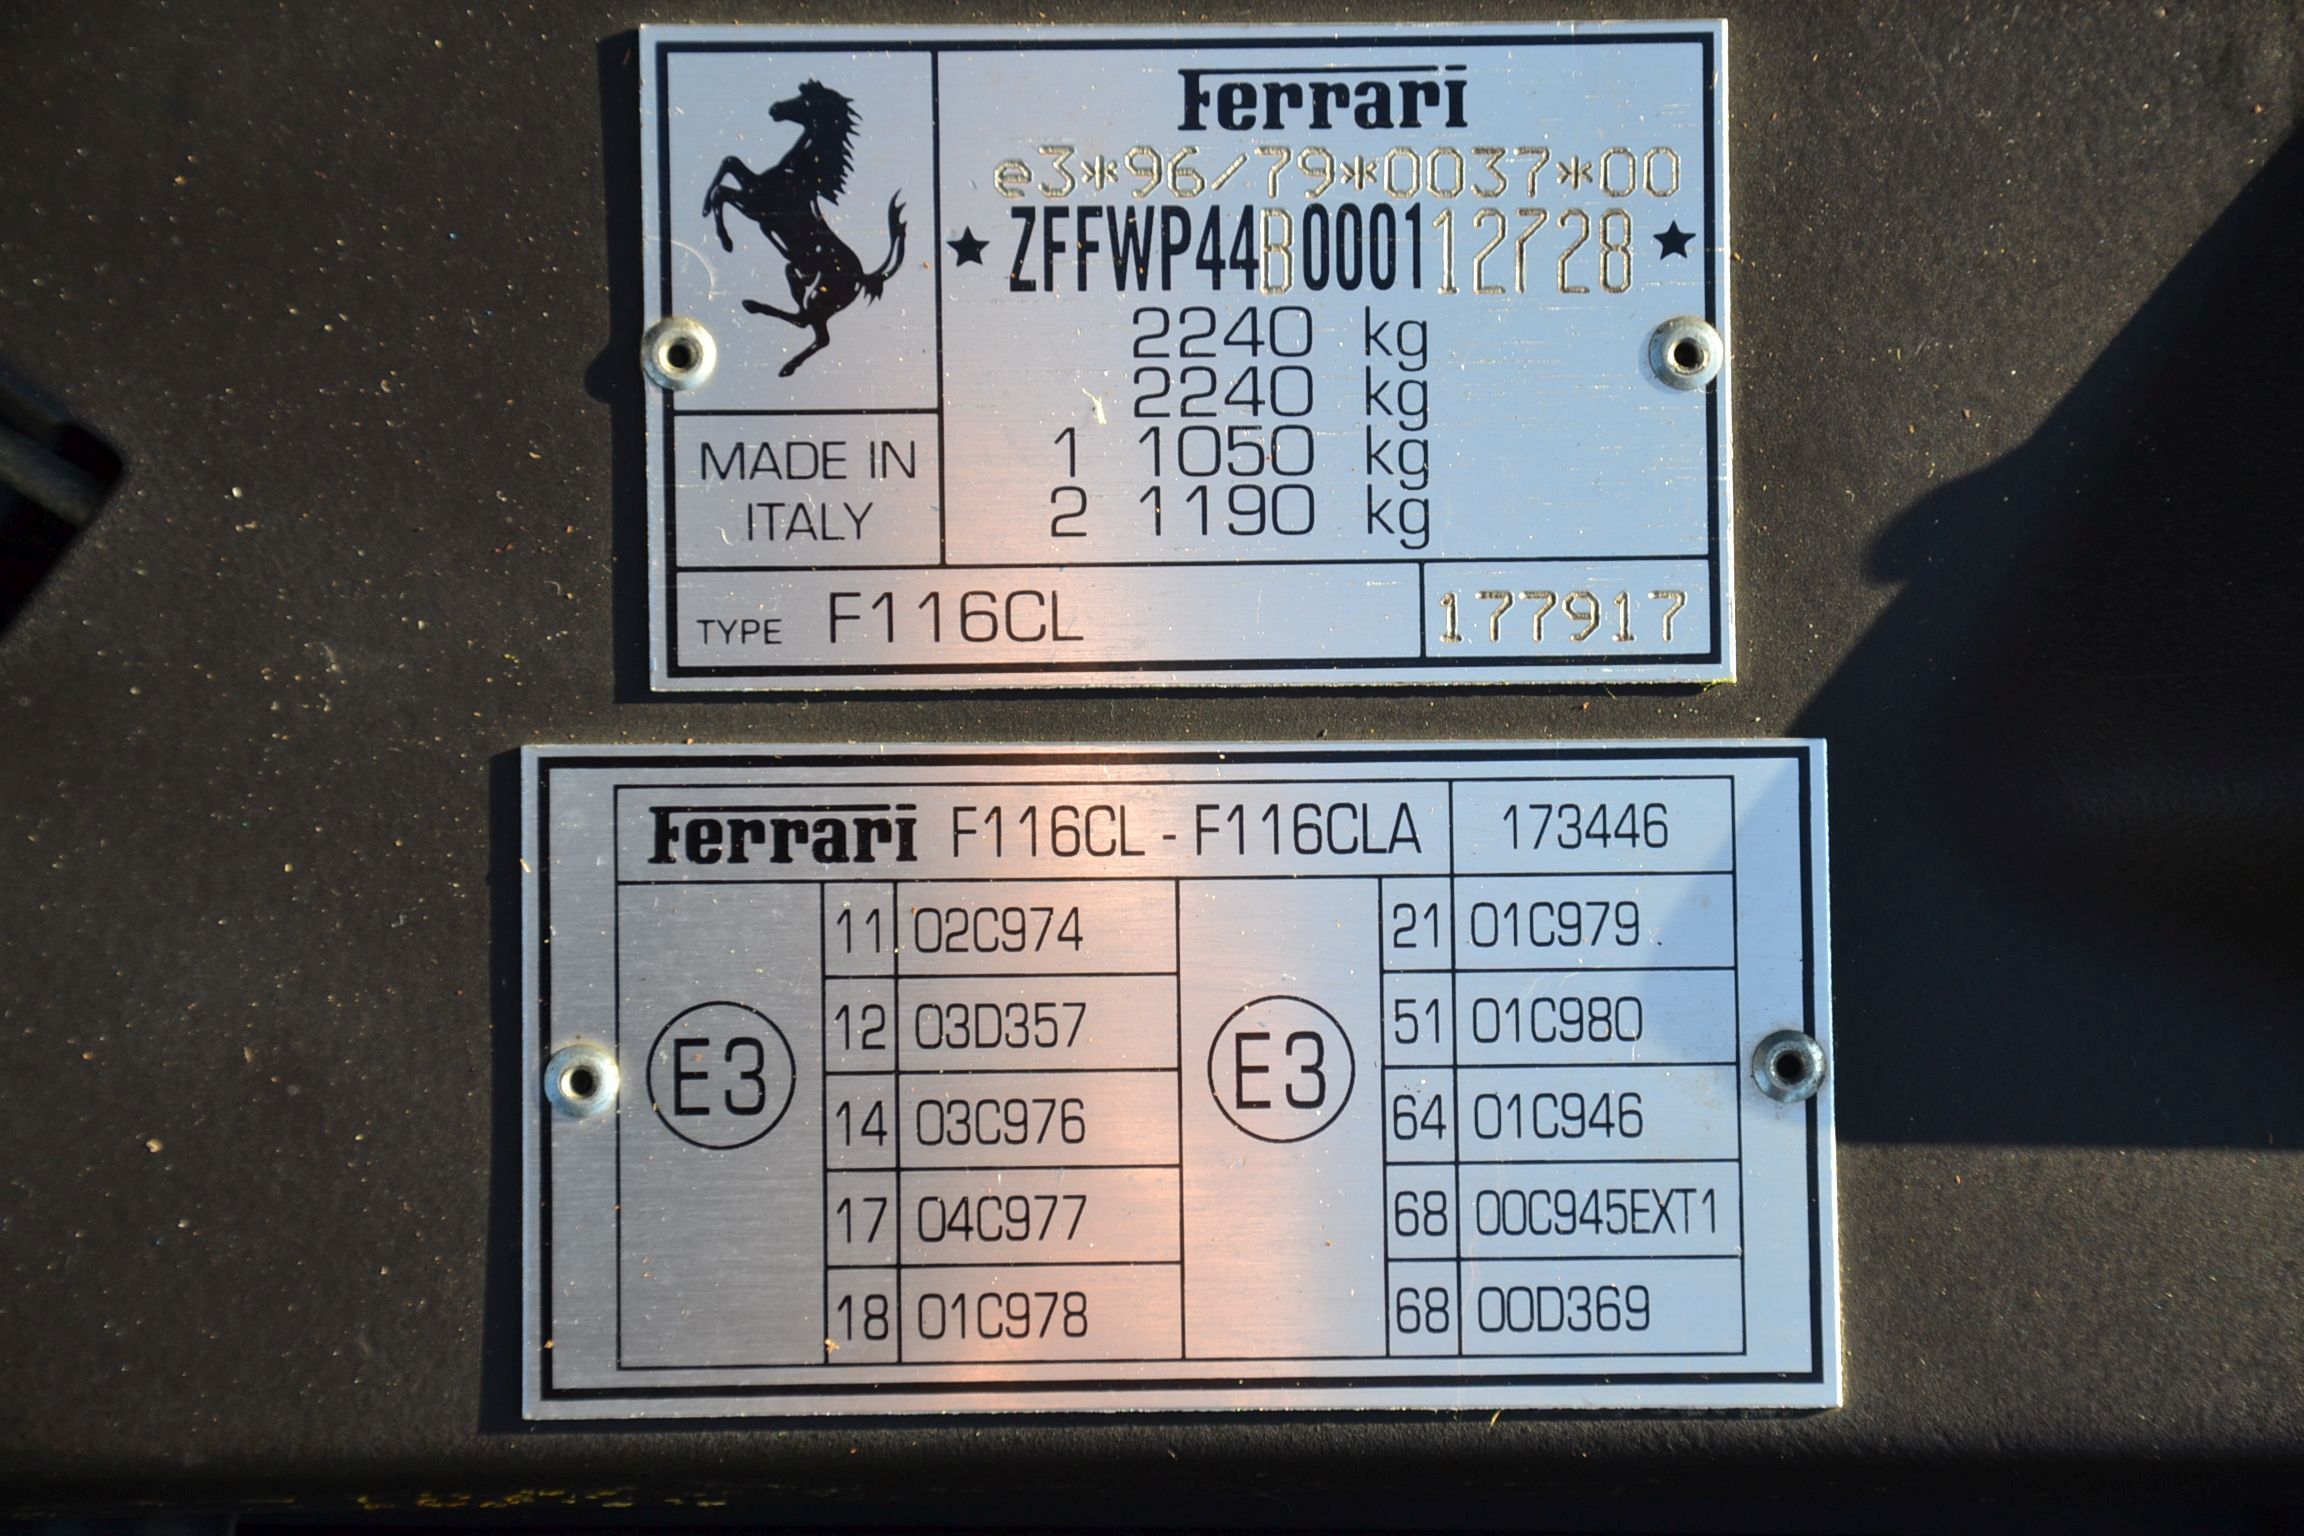 Ferrari
e3*96/79*0037*00
★ ZFFWP44B000112728 ★
2240 kg
2240 kg
1 1050 kg
2 1190 kg
MADE IN
ITALY
TYPE F116CL
177917
Ferrari F116CL - F116CLA 173446
E3
11 02C974
12 03D357
14 03C976
17 04C977
18 01C978
E3
21 01C979
51 01C980
64 01C946
68 00C945EXT1
68 00D369